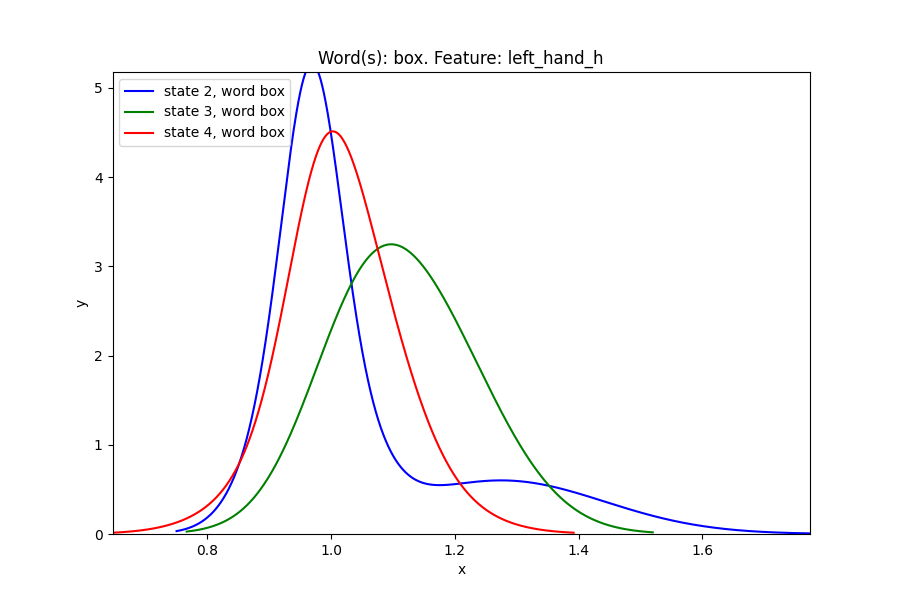 Word(s): box. Feature: left_hand_h
state 2, word box
state 3, word box
state 4, word box
y
5
4
3
2
1
0
0.8 1.0 1.2 1.4 1.6
x